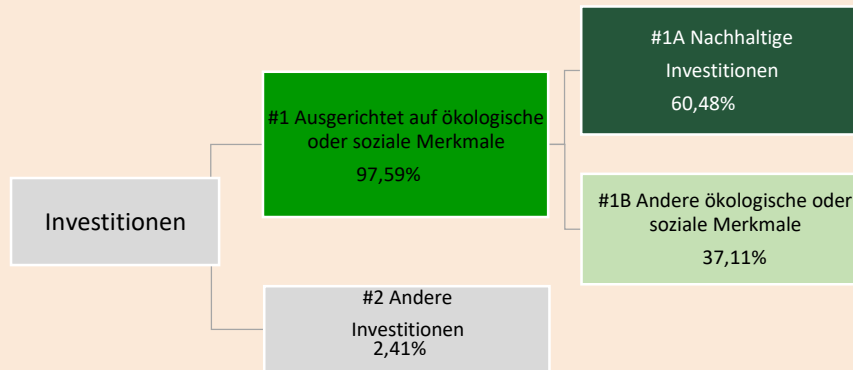 Investitionen
#1 Ausgerichtet auf ökologische
oder soziale Merkmale
97,59%
#2 Andere
Investitionen
2,41%
#1A Nachhaltige
Investitionen
60,48%
#1B Andere ökologische oder
soziale Merkmale
37,11%